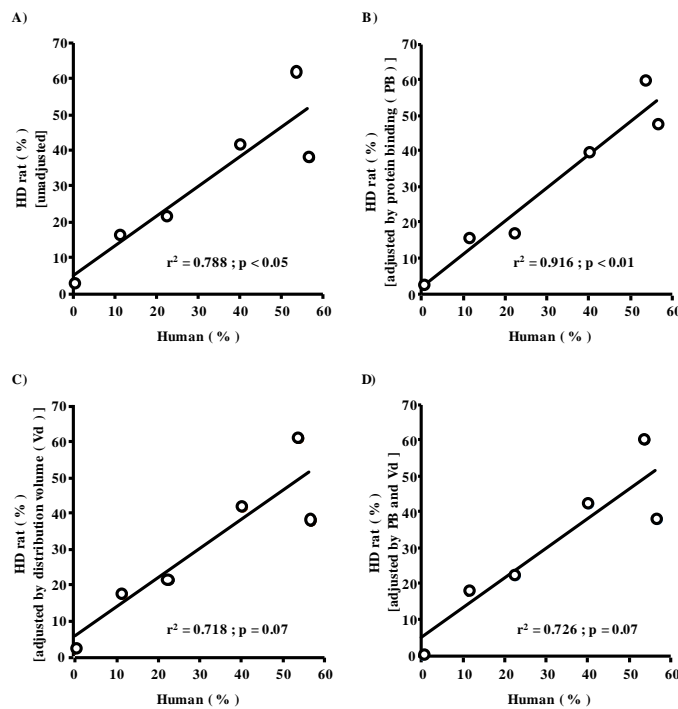 A)
HD rat ( % )
[unadjusted]
70
60
50
40
30
20
10
0
r² = 0.788 ; p < 0.05
0 10 20 30 40 50 60
Human ( % )
B)
HD rat ( % )
[adjusted by protein binding ( PB ) ]
70
60
50
40
30
20
10
0
r² = 0.916 ; p < 0.01
0 10 20 30 40 50 60
Human ( % )
C)
HD rat ( % )
[adjusted by distribution volume ( Vd ) ]
70
60
50
40
30
20
10
0
r² = 0.718 ; p = 0.07
0 10 20 30 40 50 60
Human ( % )
D)
HD rat ( % )
[adjusted by PB and Vd ]
70
60
50
40
30
20
10
0
r² = 0.726 ; p = 0.07
0 10 20 30 40 50 60
Human ( % )